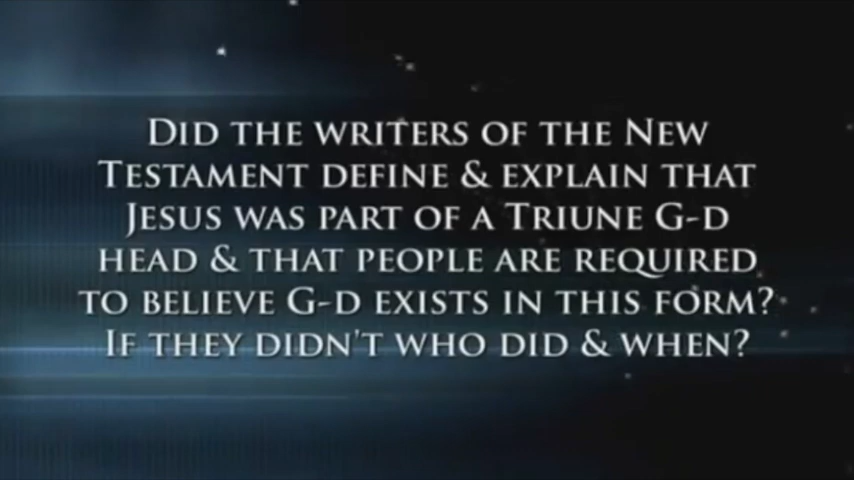 Did the writers of the New
Testament define & explain that
Jesus was part of a Triune G-d
head & that people are required
to believe G-d exists in this form?
If they didn't who did & when?